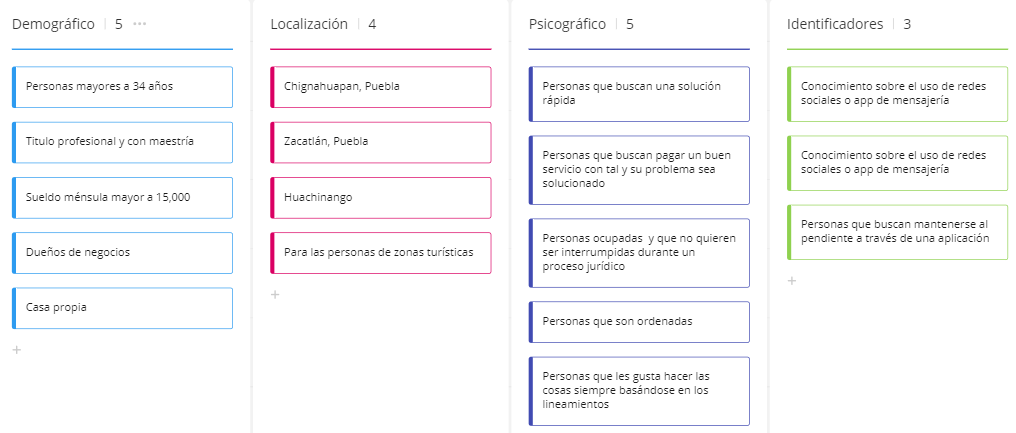 Demográfico 5
Personas mayores a 34 años
Titulo profesional y con maestría
Sueldo ménsula mayor a 15,000
Dueños de negocios
Casa propia
Localización 4
Chignahuapan, Puebla
Zacatlán, Puebla
Huachinango
Para las personas de zonas turísticas
Psicográfico 5
Personas que buscan una solución
rápida
Personas que buscan pagar un buen
servicio con tal y su problema sea
solucionado
Personas ocupadas y que no quieren
ser interrumpidas durante un
proceso jurídico
Personas que son ordenadas
Personas que les gusta hacer las
cosas siempre basándose en los
lineamientos
Identificadores 3
Conocimiento sobre el uso de redes
sociales o app de mensajería
Conocimiento sobre el uso de redes
sociales o app de mensajería
Personas que buscan mantenerse al
pendiente a través de una aplicación